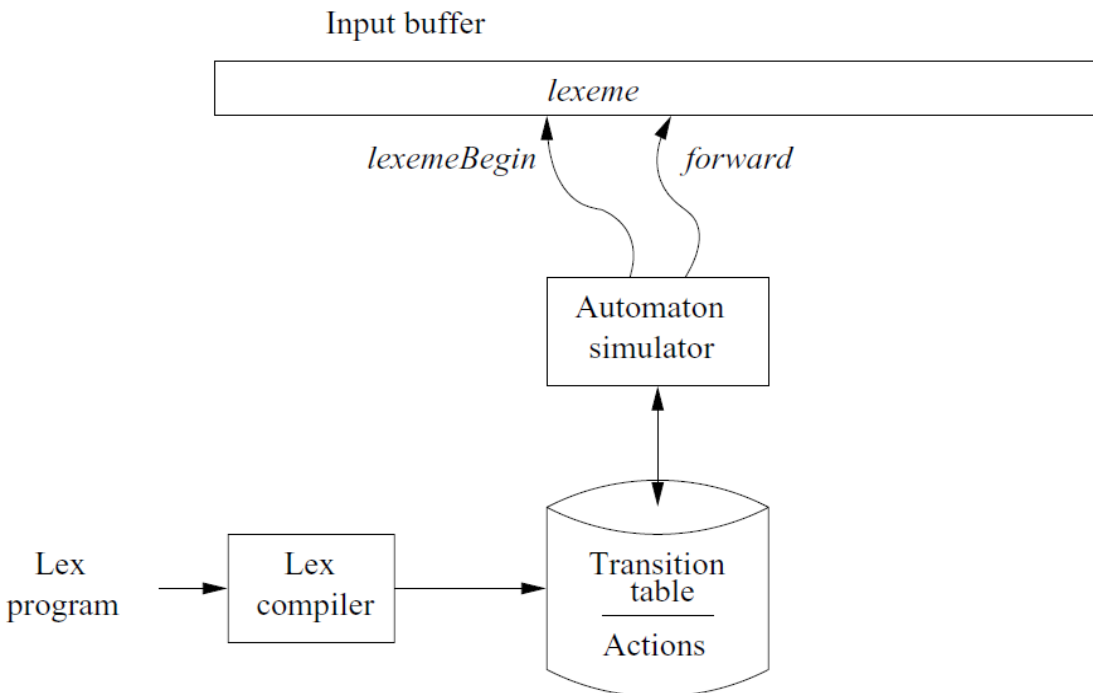 Input buffer
lexeme
lexemeBegin
forward
Automaton
simulator
Lex
program
Lex
compiler
Transition
table
Actions